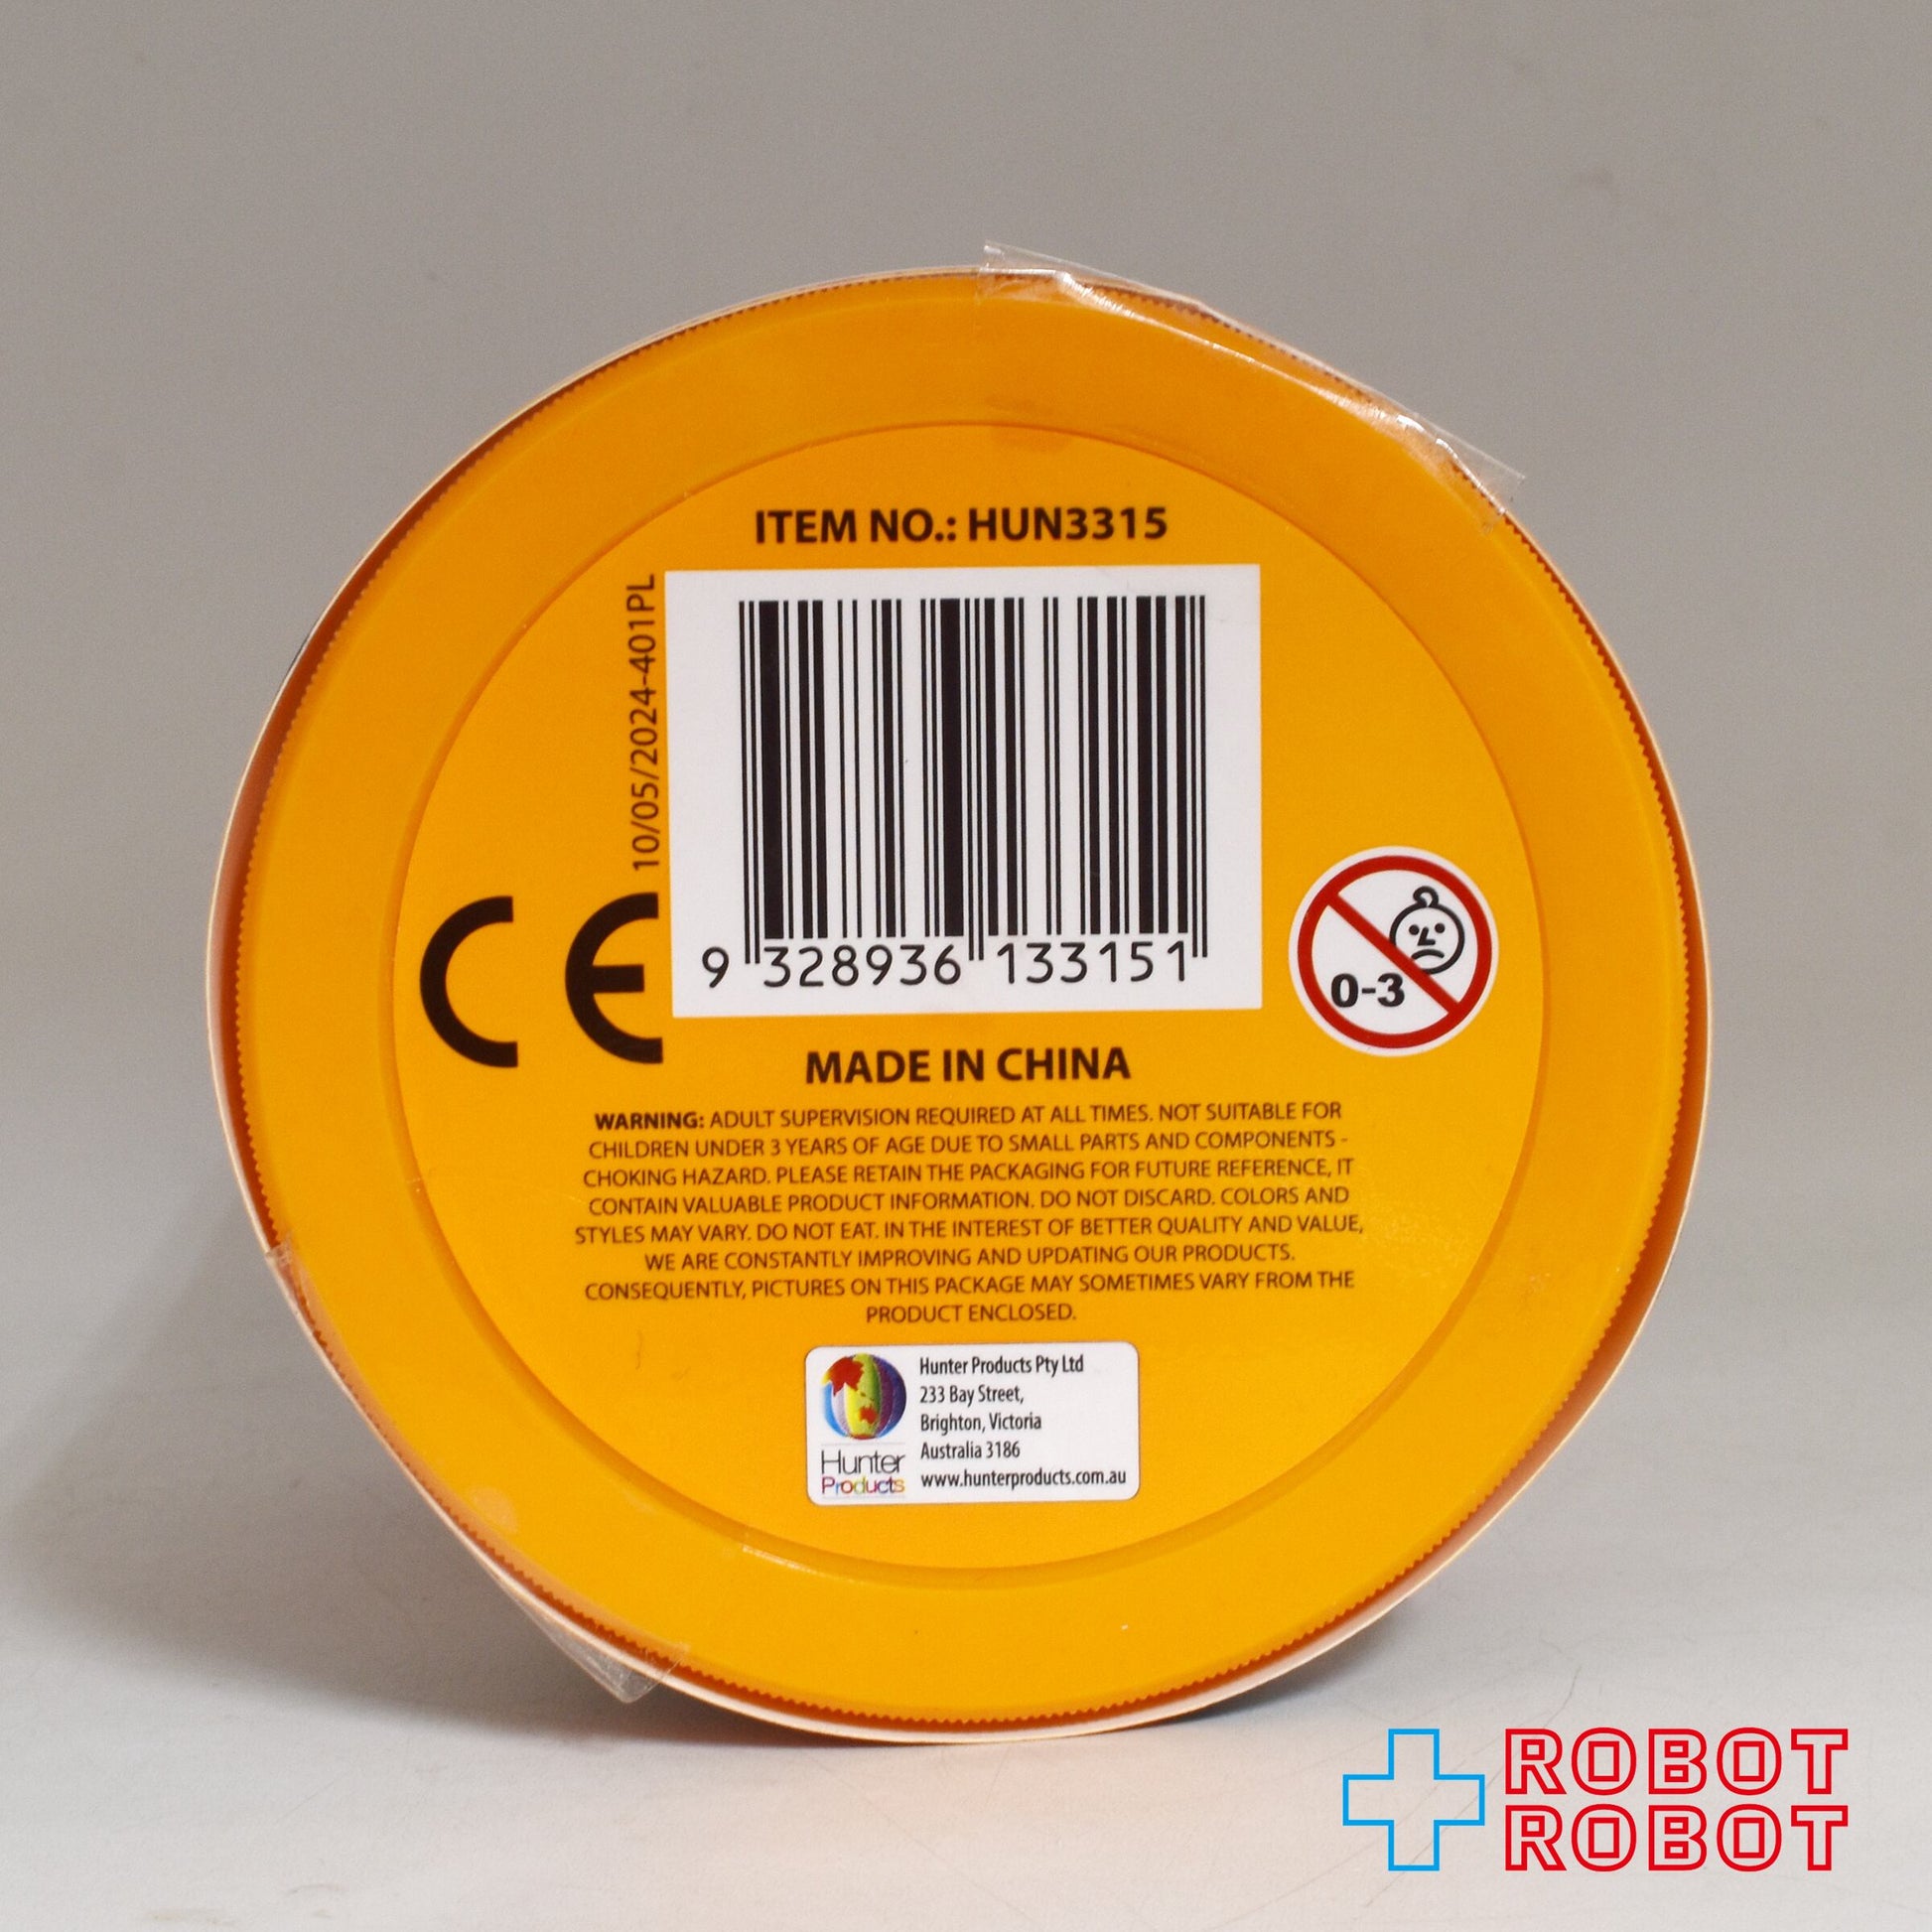 ITEM NO.: HUN3315
10/05/2024-401PL
9 328936 133151
CE
0-3
MADE IN CHINA
WARNING: ADULT SUPERVISION REQUIRED AT ALL TIMES. NOT SUITABLE FOR
CHILDREN UNDER 3 YEARS OF AGE DUE TO SMALL PARTS AND COMPONENTS -
CHOKING HAZARD. PLEASE RETAIN THE PACKAGING FOR FUTURE REFERENCE, IT
CONTAIN VALUABLE PRODUCT INFORMATION. DO NOT DISCARD. COLORS AND
STYLES MAY VARY. DO NOT EAT. IN THE INTEREST OF BETTER QUALITY AND VALUE,
WE ARE CONSTANTLY IMPROVING AND UPDATING OUR PRODUCTS.
CONSEQUENTLY, PICTURES ON THIS PACKAGE MAY SOMETIMES VARY FROM THE
PRODUCT ENCLOSED.
Hunter
Products
Hunter Products Pty Ltd
233 Bay Street,
Brighton, Victoria
Australia 3186
www.hunterproducts.com.au
ROBOT
ROBOT